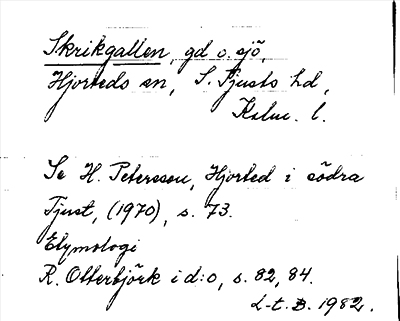 Skrikgallen, gd o. sjö,
Hjorteds sn, S. Tjusts hd,
Kalm. l.
Se H. Petersson, Hjorted i södra
Tjust, (1970), s. 73.
Etymologi
R. Otterbjörk i d:o, s. 82, 84.
L-t. B. 1982.